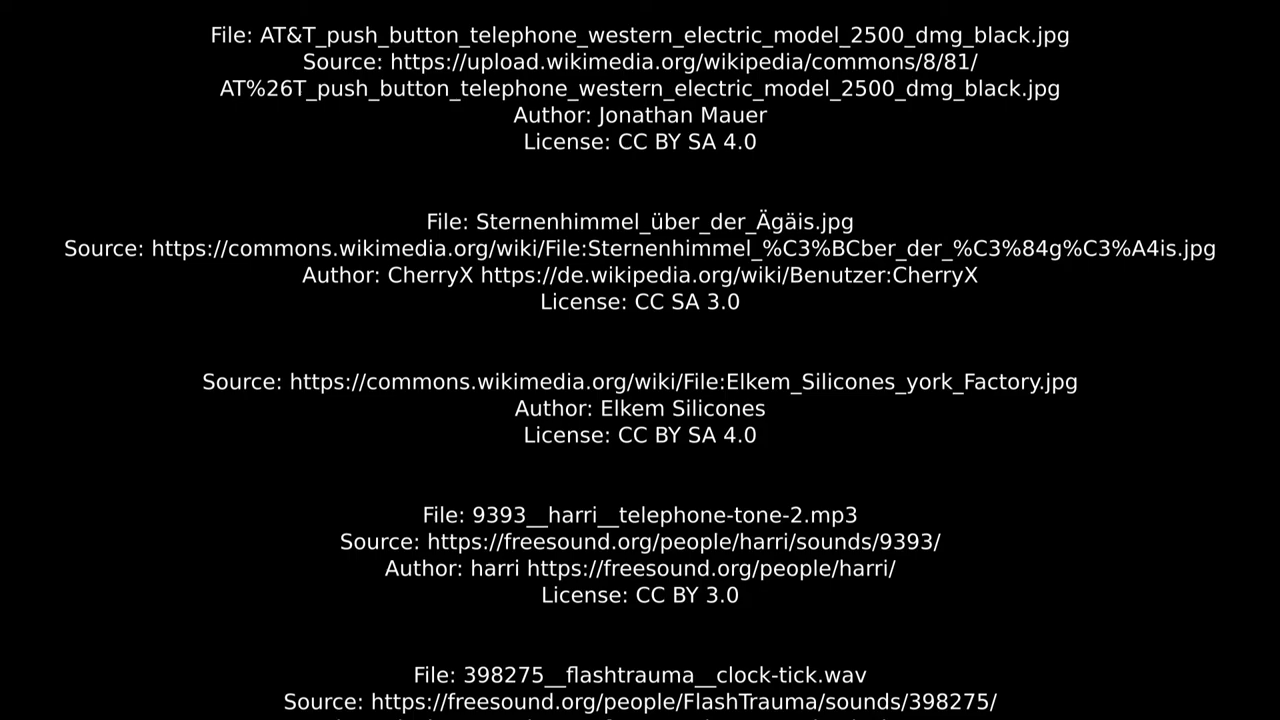 File: AT&T_push_button_telephone_western_electric_model_2500_dmg_black.jpg
Source: https://upload.wikimedia.org/wikipedia/commons/8/81/
AT%26T_push_button_telephone_western_electric_model_2500_dmg_black.jpg
Author: Jonathan Mauer
License: CC BY SA 4.0
File: Sternenhimmel_über_der_Ägäis.jpg
Source: https://commons.wikimedia.org/wiki/File:Sternenhimmel_%C3%BCber_der_%C3%84g%C3%A4is.jpg
Author: CherryX https://de.wikipedia.org/wiki/Benutzer:CherryX
License: CC SA 3.0
Source: https://commons.wikimedia.org/wiki/File:Elkem_Silicones_york_Factory.jpg
Author: Elkem Silicones
License: CC BY SA 4.0
File: 9393__harri__telephone-tone-2.mp3
Source: https://freesound.org/people/harri/sounds/9393/
Author: harri https://freesound.org/people/harri/
License: CC BY 3.0
File: 398275__flashtrauma__clock-tick.wav
Source: https://freesound.org/people/FlashTrauma/sounds/398275/